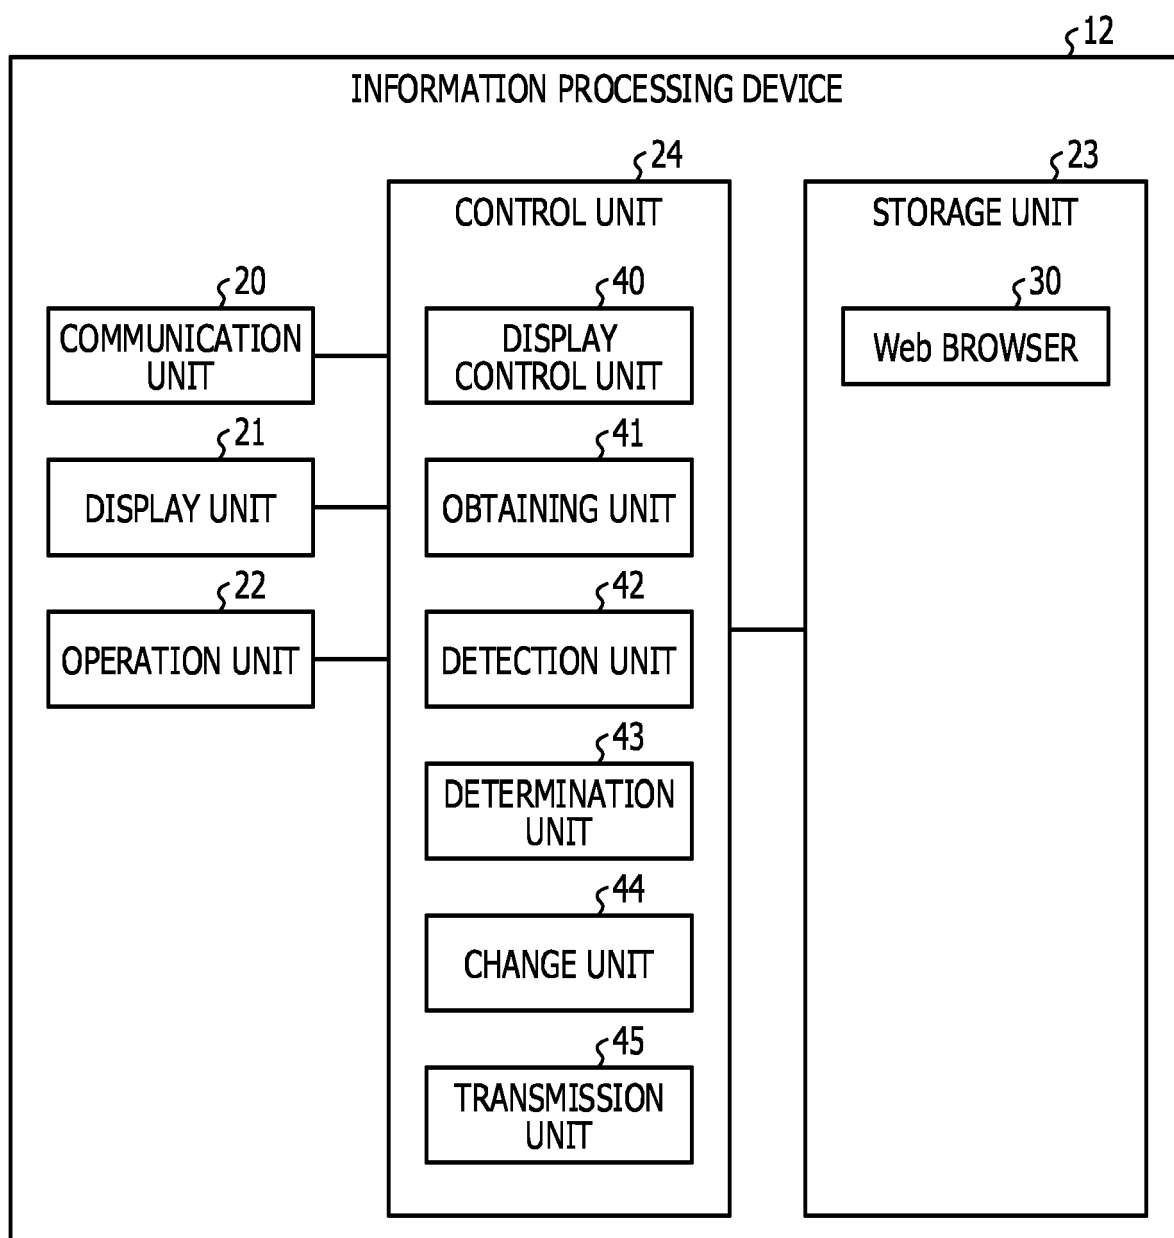 12
INFORMATION PROCESSING DEVICE
24
CONTROL UNIT
23
STORAGE UNIT
20
COMMUNICATION
UNIT
21
DISPLAY UNIT
22
OPERATION UNIT
40
DISPLAY
CONTROL UNIT
41
OBTAINING UNIT
42
DETECTION UNIT
43
DETERMINATION
UNIT
44
CHANGE UNIT
45
TRANSMISSION
UNIT
30
Web BROWSER